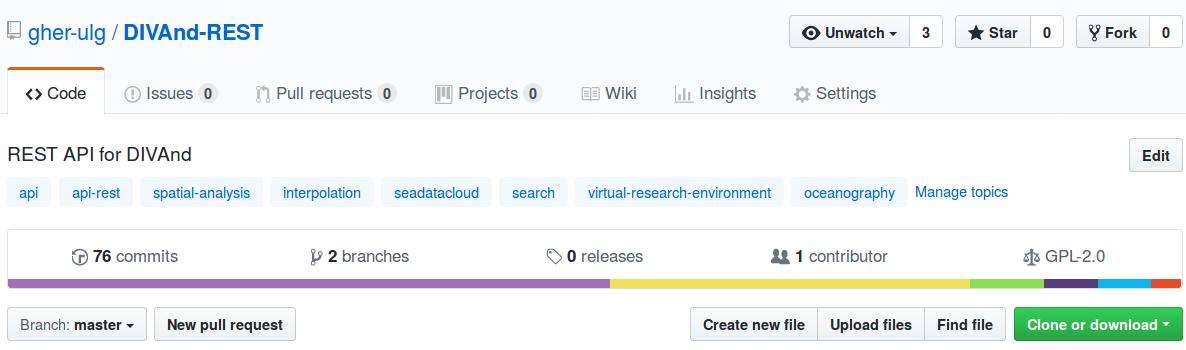 gher-ulg / DIVAnd-REST Unwatch 3 Star 0 Fork 0
Code Issues 0 Pull requests 0 Projects 0 Wiki Insights Settings
REST API for DIVAnd Edit
api api-rest spatial-analysis interpolation seadatacloud search virtual-research-environment oceanography Manage topics
76 commits 2 branches 0 releases 1 contributor GPL-2.0
Branch: master New pull request Create new file Upload files Find file Clone or download